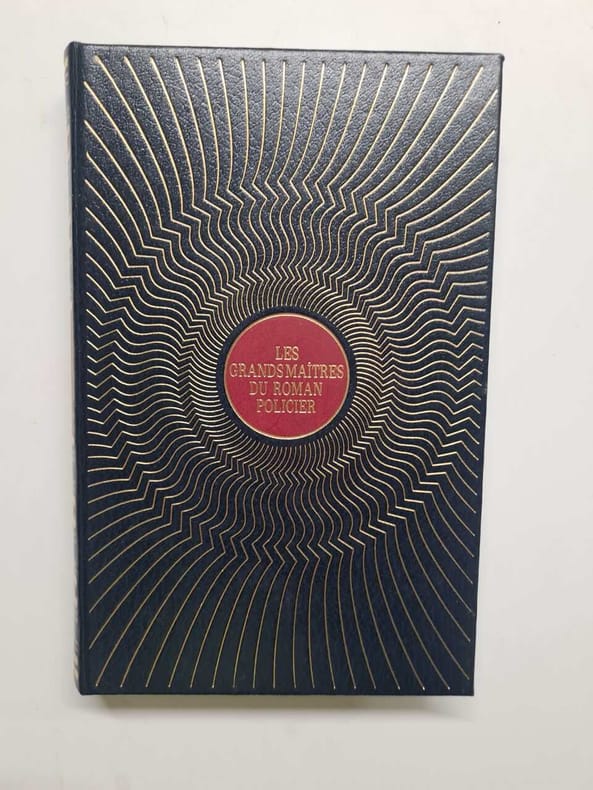 LES
GRANDS MAÎTRES
DU ROMAN
POLICIER